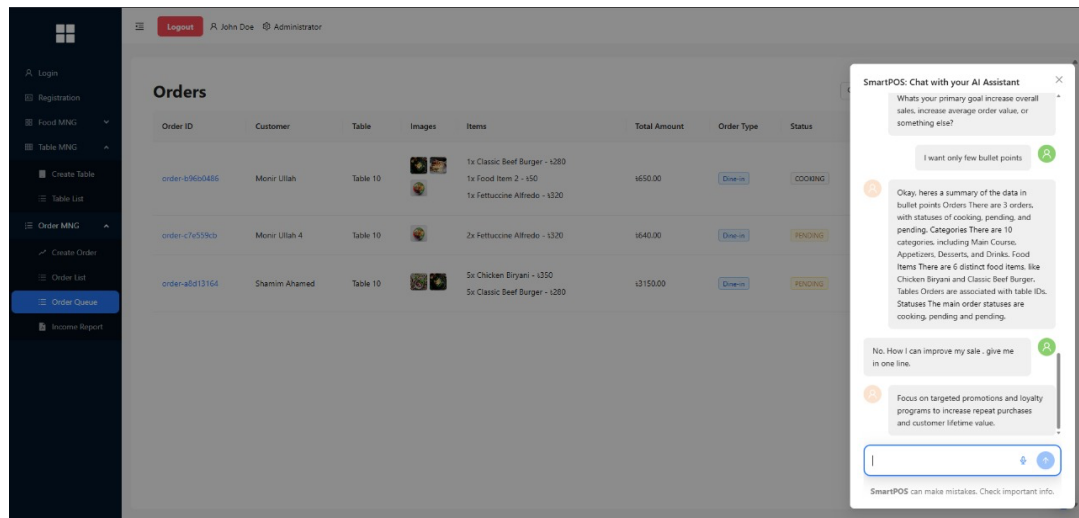 Logout
John Doe
Administrator
Login
Registration
Food MNG
Table MNG
Create Table
Table List
Order MNG
Create Order
Order List
Order Queue
Income Report
Orders
Order ID Customer Table Images Items Total Amount Order Type Status
order-b96b0486 Monir Ullah Table 10
1x Classic Beef Burger - ৳280
1x Food Item 2 - ৳50
1x Fettuccine Alfredo - ৳320
৳650.00 Dine-in COOKING
order-c7e559cb Monir Ullah 4 Table 10 2x Fettuccine Alfredo - ৳320 ৳640.00 Dine-in PENDING
order-a8d13164 Shamim Ahamed Table 10
5x Chicken Biryani - ৳350
5x Classic Beef Burger - ৳280
৳3150.00 Dine-in PENDING
SmartPOS: Chat with your AI Assistant
Whats your primary goal increase overall
sales, increase average order value, or
something else?
I want only few bullet points
Okay, heres a summary of the data in
bullet points Orders There are 3 orders,
with statuses of cooking, pending, and
pending. Categories There are 10
categories, including Main Course,
Appetizers, Desserts, and Drinks. Food
Items There are 6 distinct food items, like
Chicken Biryani and Classic Beef Burger.
Tables Orders are associated with table IDs.
Statuses The main order statuses are
cooking, pending and pending.
No. How I can improve my sale . give me
in one line.
Focus on targeted promotions and loyalty
programs to increase repeat purchases
and customer lifetime value.
SmartPOS can make mistakes. Check important info.